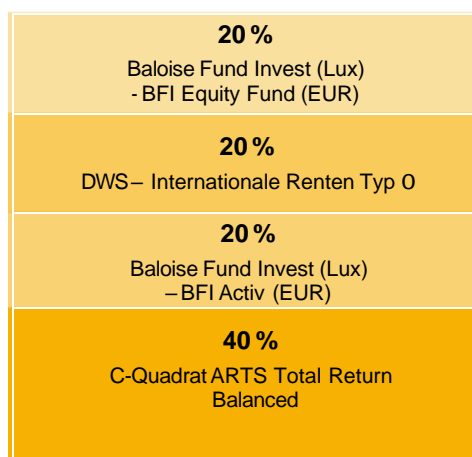 20 %
Baloise Fund Invest (Lux)
- BFI Equity Fund (EUR)
20 %
DWS – Internationale Renten Typ O
20 %
Baloise Fund Invest (Lux)
– BFI Activ (EUR)
40 %
C-Quadrat ARTS Total Return
Balanced